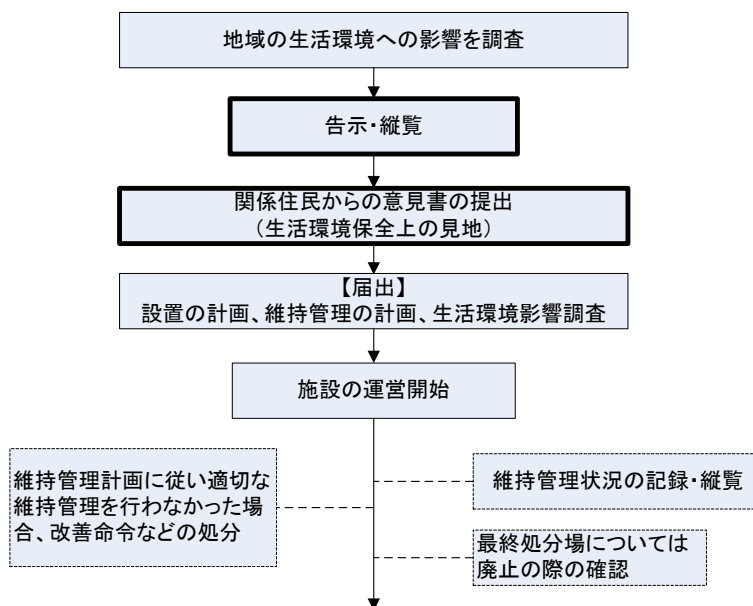 地域の生活環境への影響を調査
告示・縦覧
関係住民からの意見書の提出
（生活環境保全上の見地）
【届出】
設置の計画、維持管理の計画、生活環境影響調査
施設の運営開始
維持管理計画に従い適切な
維持管理を行わなかった場
合、改善命令などの処分
維持管理状況の記録・縦覧
最終処分場については
廃止の際の確認